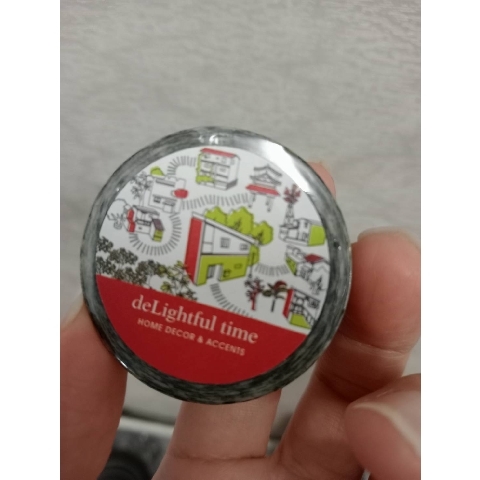 deLightful time
HOME DECOR & ACCENTS